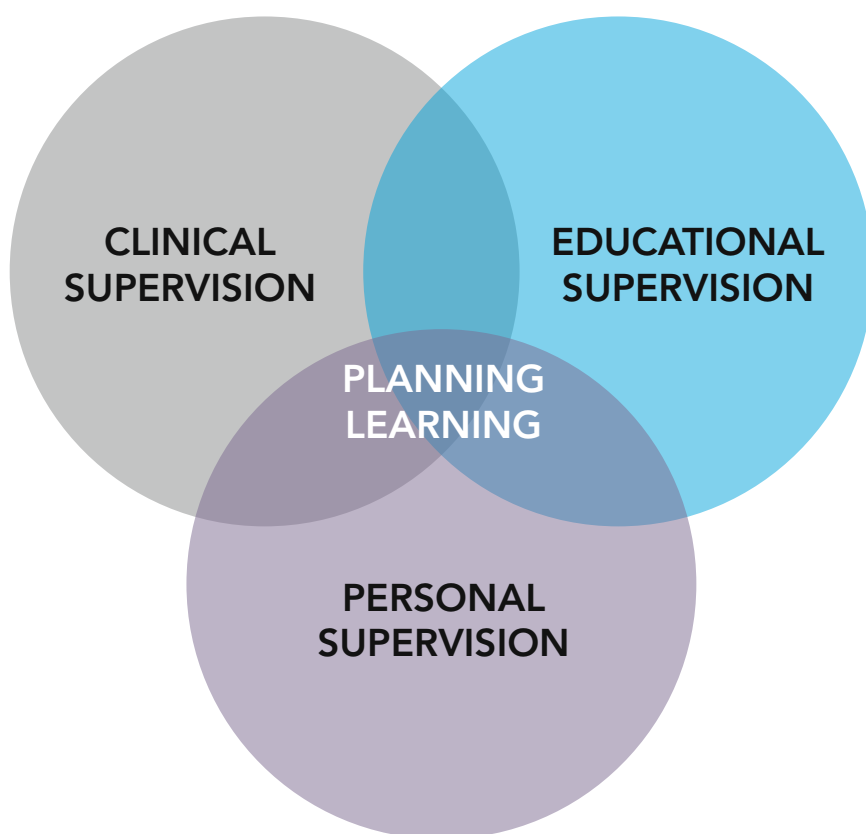 CLINICAL
SUPERVISION
EDUCATIONAL
SUPERVISION
PLANNING
LEARNING
PERSONAL
SUPERVISION